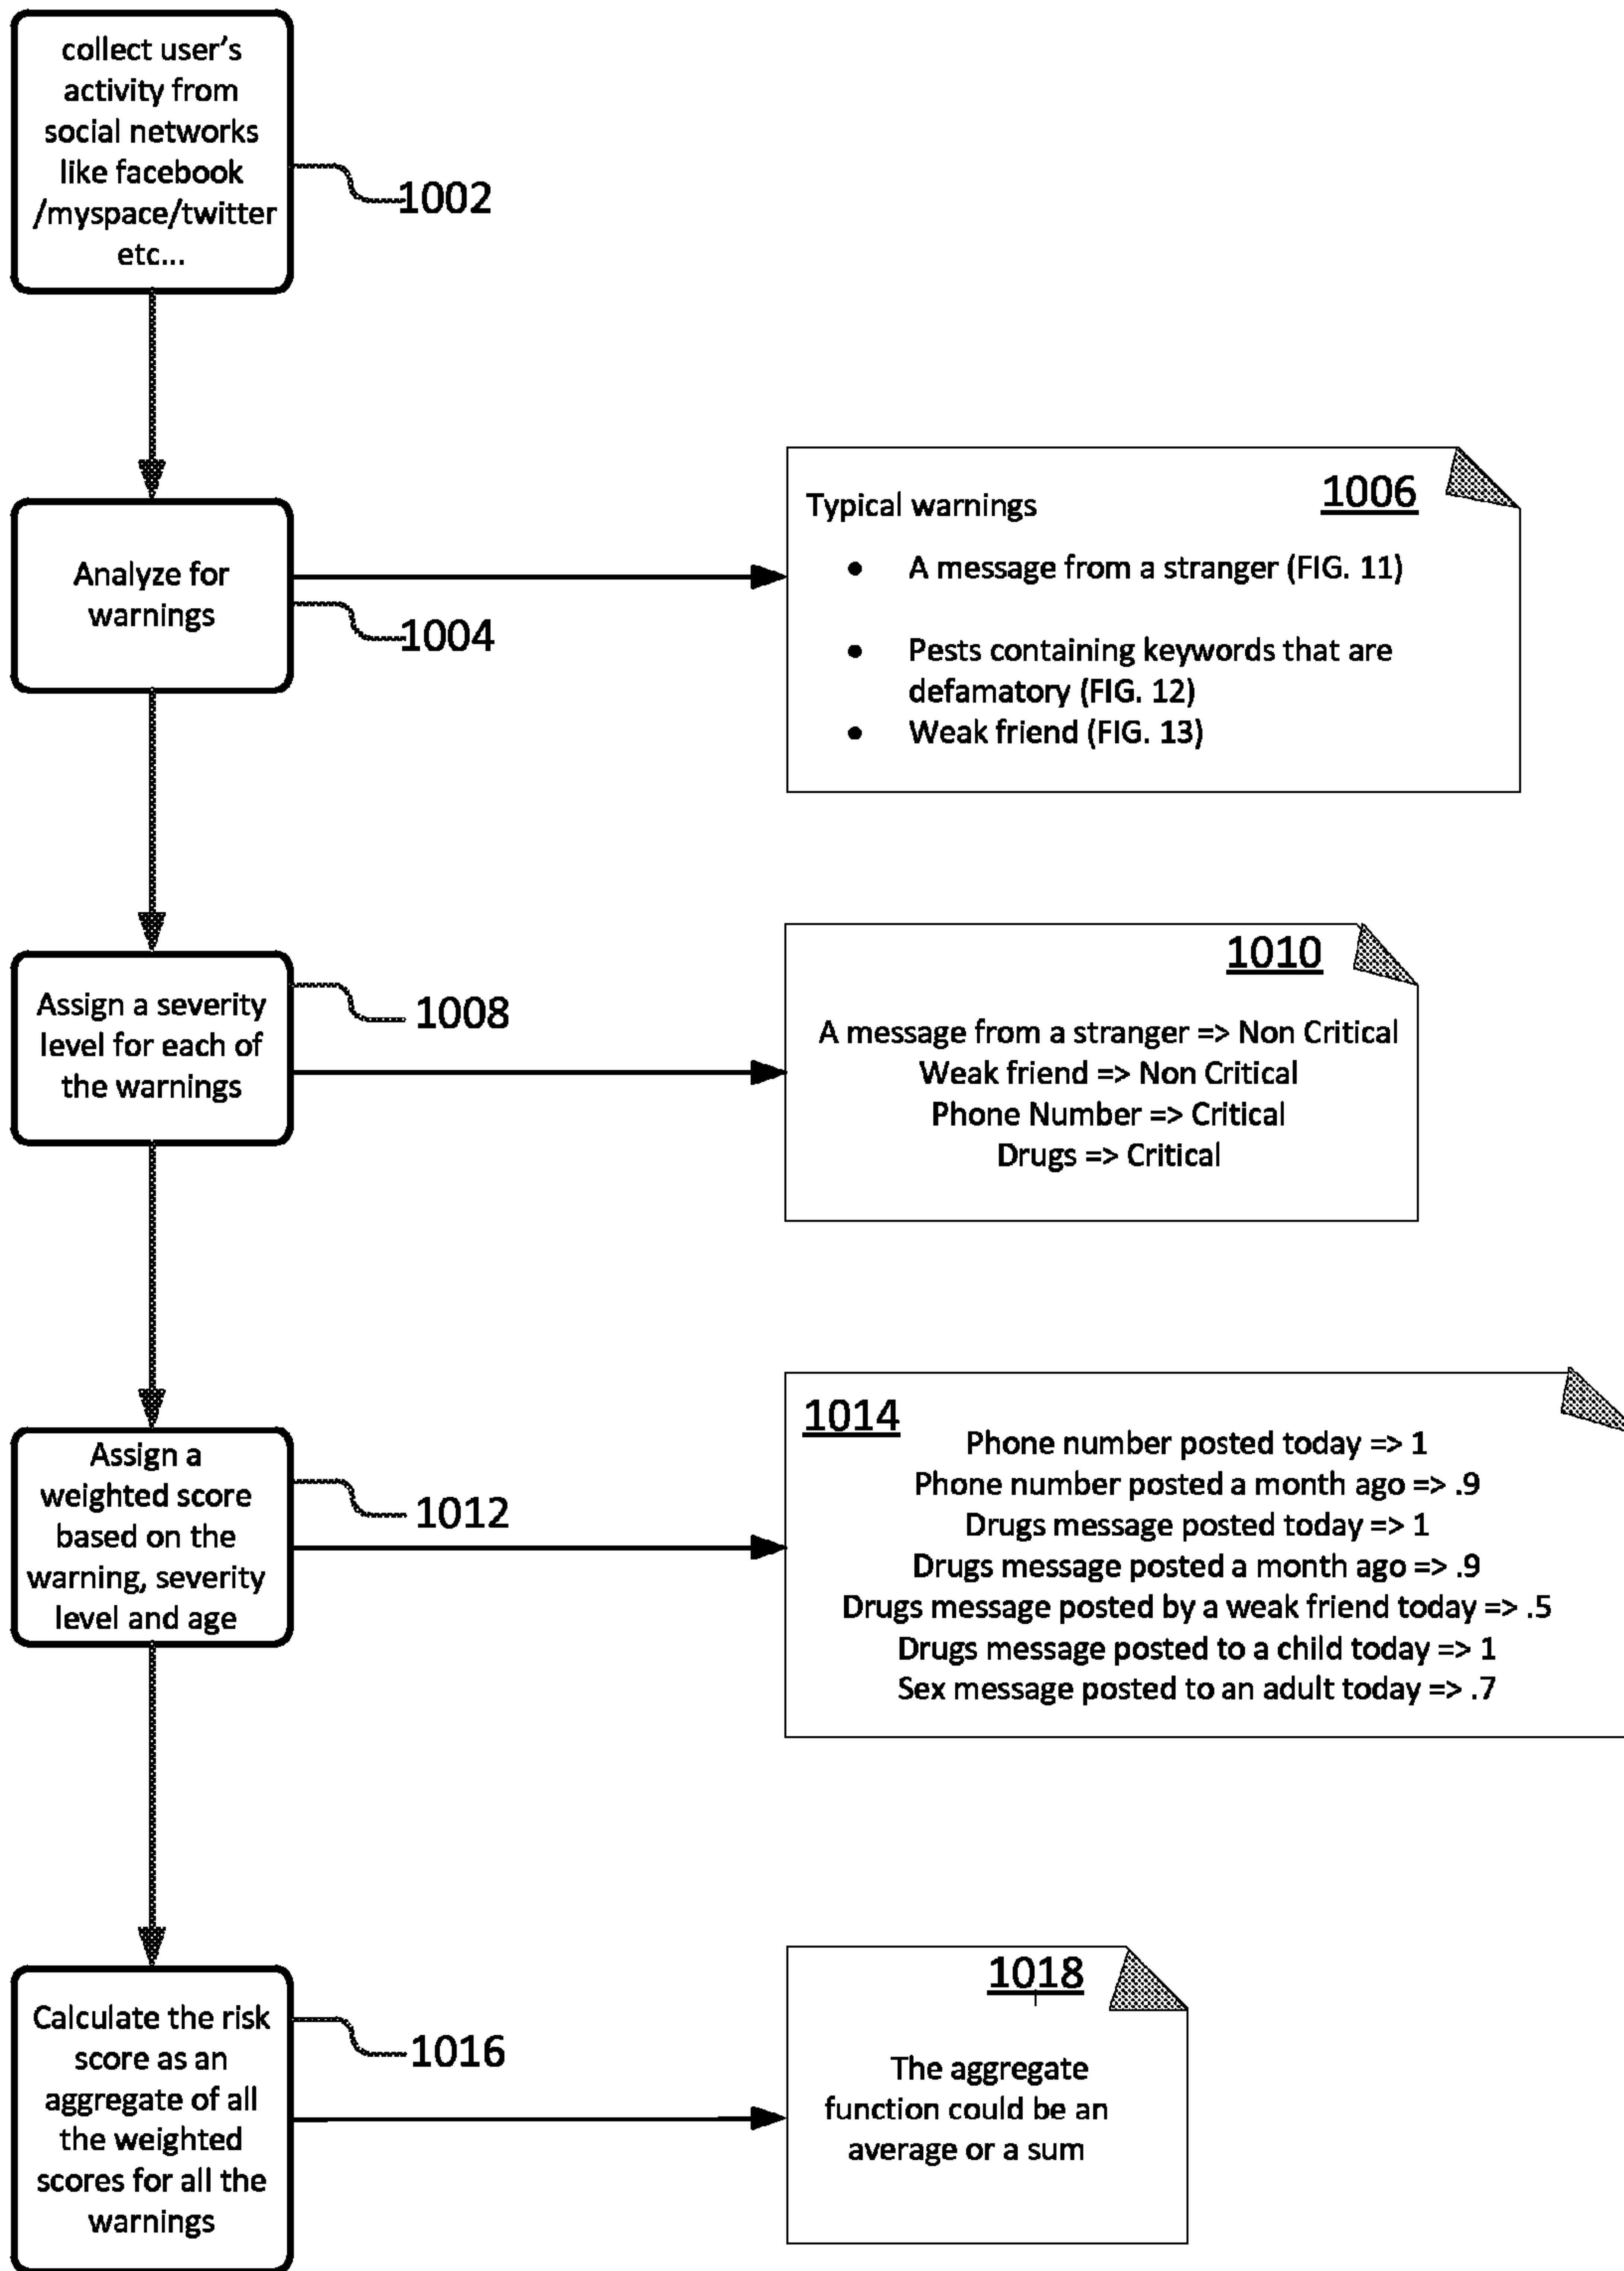 collect user's
activity from
social networks
like facebook
/myspace/twitter
etc...
1002
Analyze for
warnings
1004
1006
Typical warnings
• A message from a stranger (FIG. 11)
• Pests containing keywords that are
defamatory (FIG. 12)
• Weak friend (FIG. 13)
Assign a severity
level for each of
the warnings
1008
1010
A message from a stranger => Non Critical
Weak friend => Non Critical
Phone Number => Critical
Drugs => Critical
Assign a
weighted score
based on the
warning, severity
level and age
1012
1014
Phone number posted today => 1
Phone number posted a month ago => .9
Drugs message posted today => 1
Drugs message posted a month ago => .9
Drugs message posted by a weak friend today => .5
Drugs message posted to a child today => 1
Sex message posted to an adult today => .7
Calculate the risk
score as an
aggregate of all
the weighted
scores for all the
warnings
1016
1018
The aggregate
function could be an
average or a sum